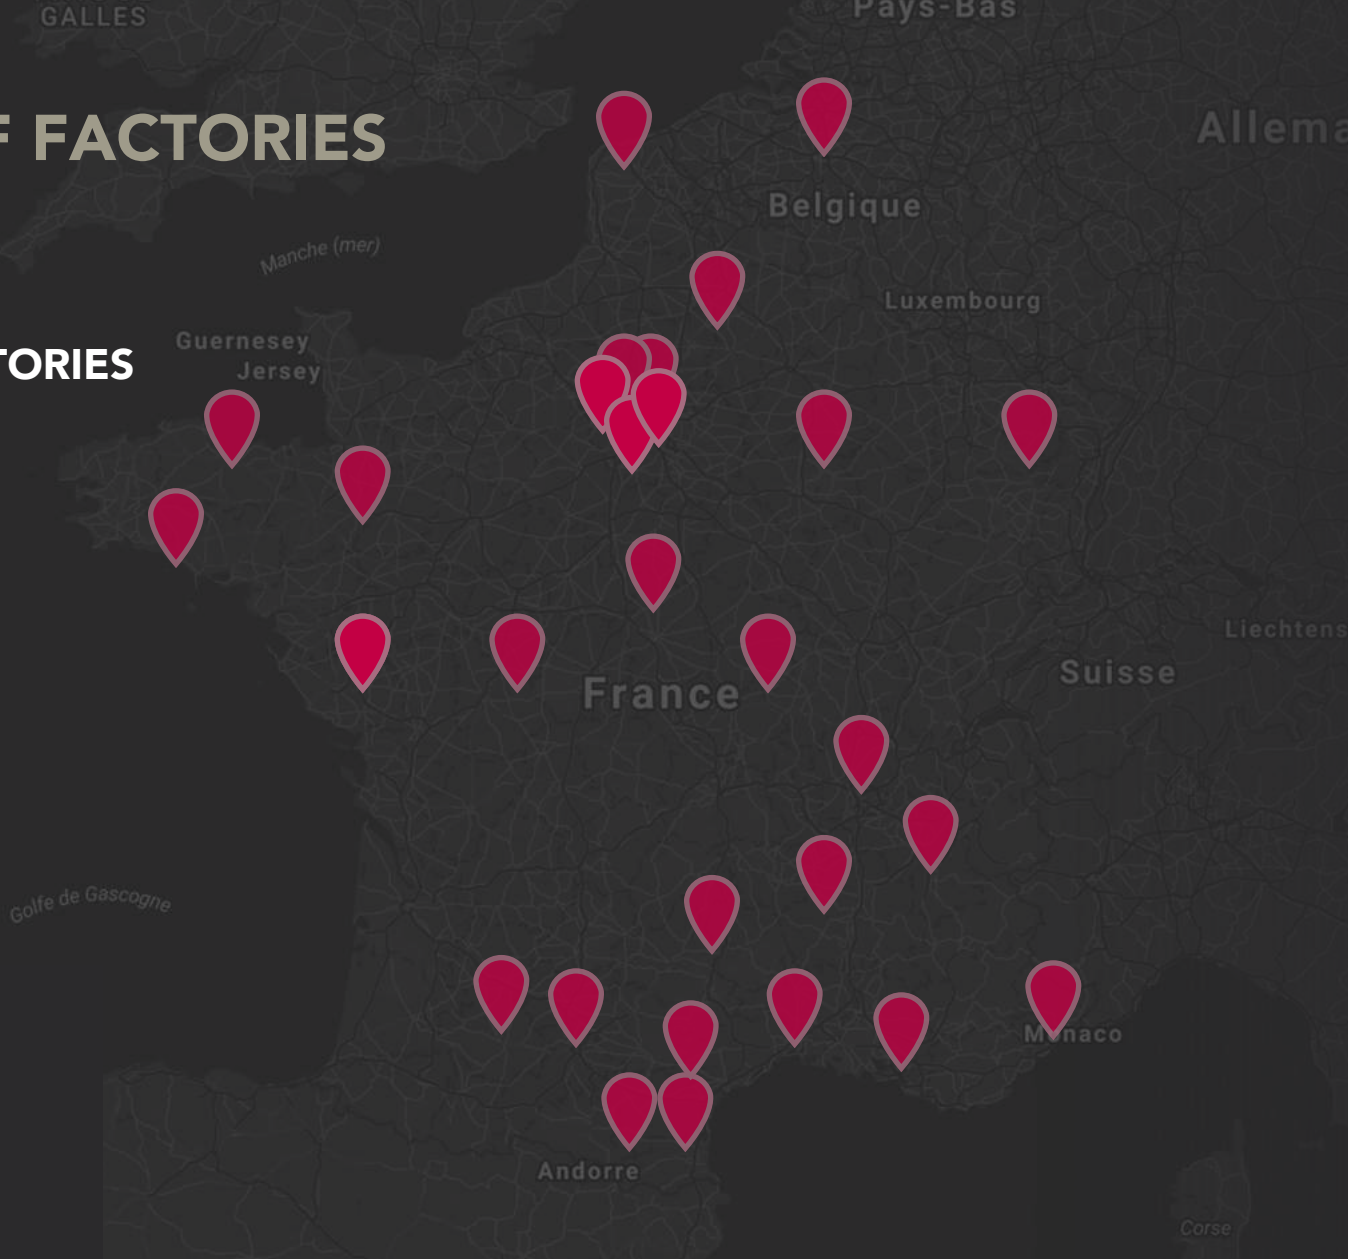 GALLES
Pays-Bas
F FACTORIES
Allema
Belgique
Manche (mer)
Luxembourg
Guernesey
Jersey
TORIES
Liechtens
Suisse
France
Golfe de Gascogne
Monaco
Andorre
Corse